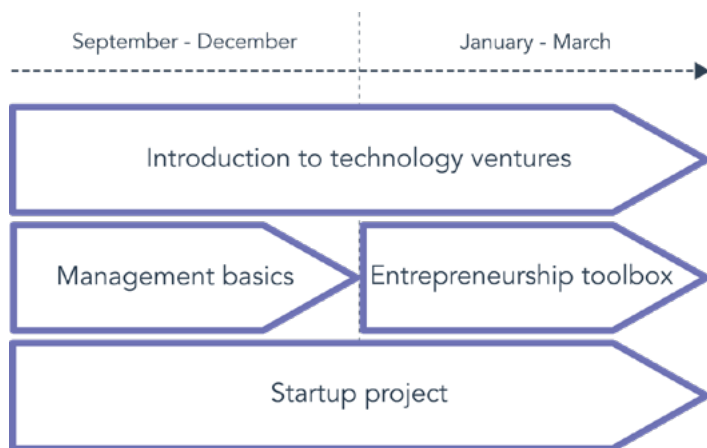 September - December
January - March
Introduction to technology ventures
Management basics
Entrepreneurship toolbox
Startup project